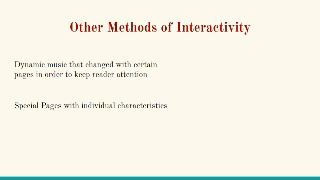 Other Methods of Interactivity
Dynamic music that changed with certain
pages in order to keep reader attention
Special Pages with individual characteristics